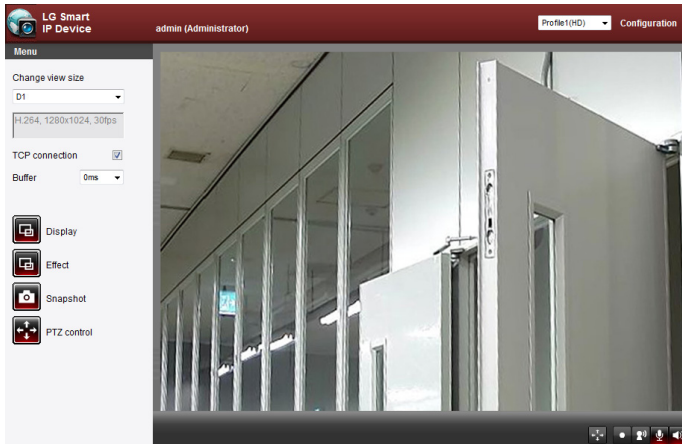 LG Smart
IP Device
admin (Administrator)
Profile1(HD)
Configuration
Menu
Change view size
D1
H.264, 1280x1024, 30fps
TCP connection
Buffer
0ms
Display
Effect
Snapshot
PTZ control